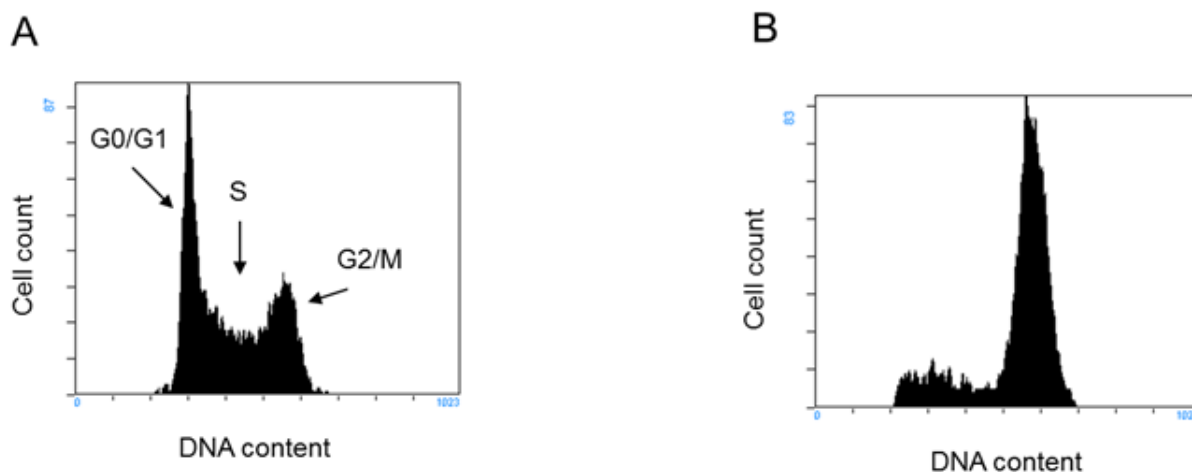 A
B
87
G0/G1
S
G2/M
Cell count
0
1023
DNA content
83
Cell count
0
DNA content